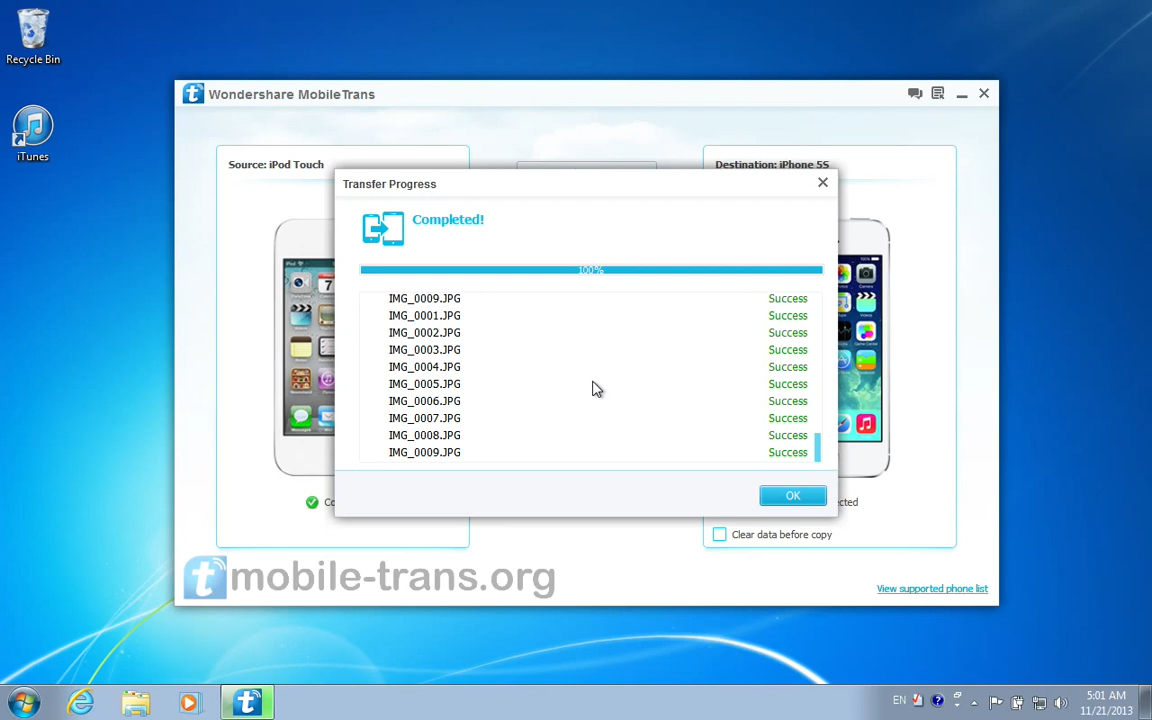 Recycle Bin
iTunes
Wondershare MobileTrans
Source: iPod Touch
Destination: iPhone 5S
Transfer Progress
Completed!
100%
IMG_0009.JPG Success
IMG_0001.JPG Success
IMG_0002.JPG Success
IMG_0003.JPG Success
IMG_0004.JPG Success
IMG_0005.JPG Success
IMG_0006.JPG Success
IMG_0007.JPG Success
IMG_0008.JPG Success
IMG_0009.JPG Success
OK
Clear data before copy
mobile-trans.org
View supported phone list
EN
5:01 AM
11/21/2013